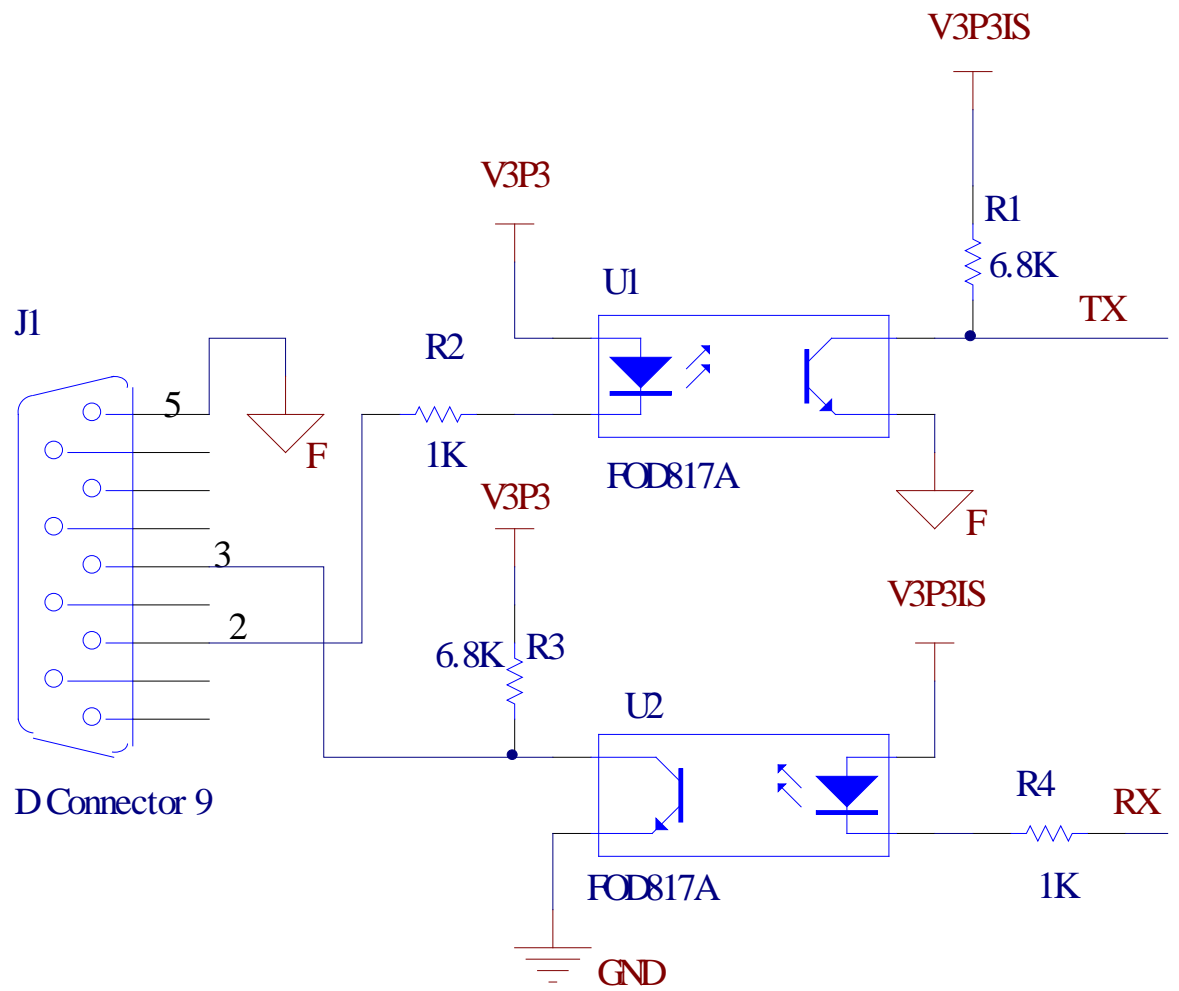 V3P3IS
V3P3
R1
6.8K
U1
TX
J1
R2
5
F
1K
FOD817A
V3P3
F
3
V3P3IS
2
6.8K
R3
U2
R4
D Connector 9
RX
FOD817A
1K
GND